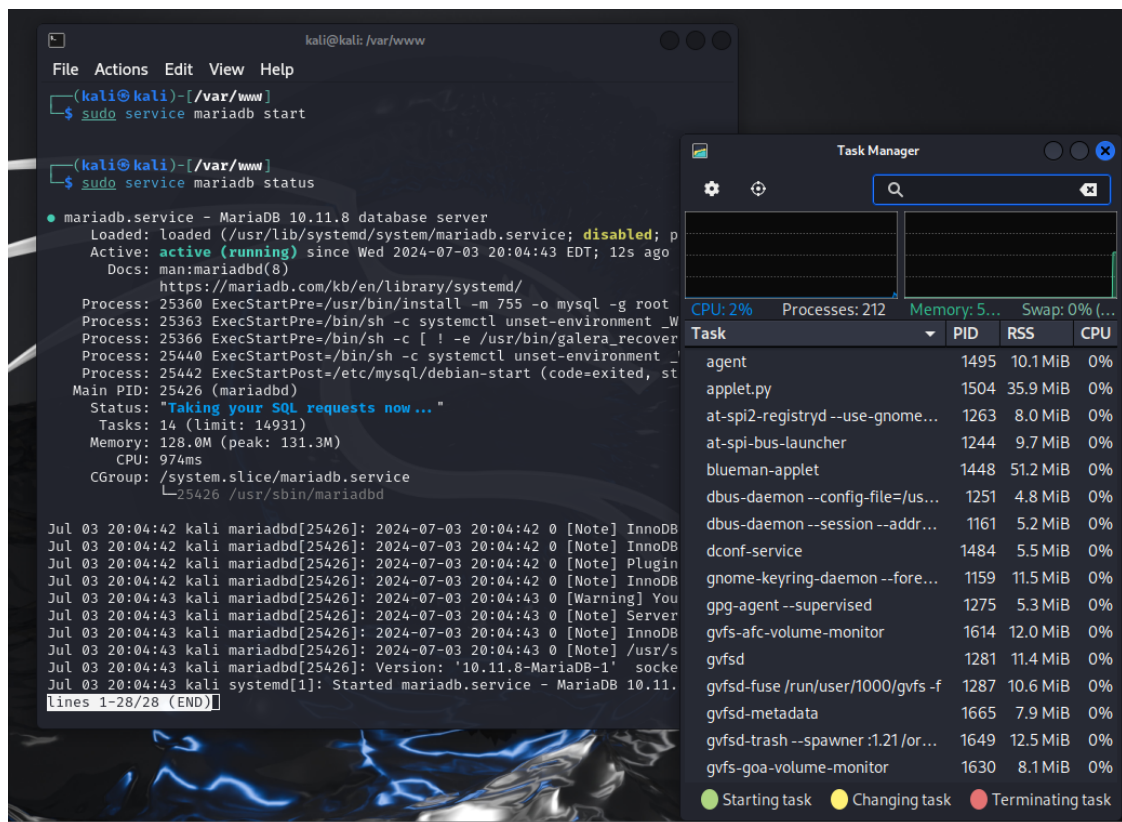 kali@kali: /var/www
File Actions Edit View Help
┌──(kali㉿kali)-[/var/www]
└─$ sudo service mariadb start
┌──(kali㉿kali)-[/var/www]
└─$ sudo service mariadb status
● mariadb.service - MariaDB 10.11.8 database server
Loaded: loaded (/usr/lib/systemd/system/mariadb.service; disabled; p
Active: active (running) since Wed 2024-07-03 20:04:43 EDT; 12s ago
Docs: man:mariadbd(8)
https://mariadb.com/kb/en/library/systemd/
Process: 25360 ExecStartPre=/usr/bin/install -m 755 -o mysql -g root
Process: 25363 ExecStartPre=/bin/sh -c systemctl unset-environment _W
Process: 25366 ExecStartPre=/bin/sh -c [ ! -e /usr/bin/galera_recover
Process: 25440 ExecStartPost=/bin/sh -c systemctl unset-environment _
Process: 25442 ExecStartPost=/etc/mysql/debian-start (code=exited, st
Main PID: 25426 (mariadbd)
Status: "Taking your SQL requests now..."
Tasks: 14 (limit: 14931)
Memory: 128.0M (peak: 131.3M)
CPU: 974ms
CGroup: /system.slice/mariadb.service
└─25426 /usr/sbin/mariadbd
Jul 03 20:04:42 kali mariadbd[25426]: 2024-07-03 20:04:42 0 [Note] InnoDB
Jul 03 20:04:42 kali mariadbd[25426]: 2024-07-03 20:04:42 0 [Note] InnoDB
Jul 03 20:04:42 kali mariadbd[25426]: 2024-07-03 20:04:42 0 [Note] Plugin
Jul 03 20:04:42 kali mariadbd[25426]: 2024-07-03 20:04:42 0 [Note] InnoDB
Jul 03 20:04:43 kali mariadbd[25426]: 2024-07-03 20:04:43 0 [Warning] You
Jul 03 20:04:43 kali mariadbd[25426]: 2024-07-03 20:04:43 0 [Note] Server
Jul 03 20:04:43 kali mariadbd[25426]: 2024-07-03 20:04:43 0 [Note] InnoDB
Jul 03 20:04:43 kali mariadbd[25426]: 2024-07-03 20:04:43 0 [Note] /usr/s
Jul 03 20:04:43 kali mariadbd[25426]: Version: '10.11.8-MariaDB-1' socke
Jul 03 20:04:43 kali systemd[1]: Started mariadb.service - MariaDB 10.11.
lines 1-28/28 (END)
Task Manager
CPU: 2% Processes: 212 Memory: 5... Swap: 0% (...
Task PID RSS CPU
agent 1495 10.1 MiB 0%
applet.py 1504 35.9 MiB 0%
at-spi2-registryd --use-gnome... 1263 8.0 MiB 0%
at-spi-bus-launcher 1244 9.7 MiB 0%
blueman-applet 1448 51.2 MiB 0%
dbus-daemon --config-file=/us... 1251 4.8 MiB 0%
dbus-daemon --session --addr... 1161 5.2 MiB 0%
dconf-service 1484 5.5 MiB 0%
gnome-keyring-daemon --fore... 1159 11.5 MiB 0%
gpg-agent --supervised 1275 5.3 MiB 0%
gvfs-afc-volume-monitor 1614 12.0 MiB 0%
gvfsd 1281 11.4 MiB 0%
gvfsd-fuse /run/user/1000/gvfs -f 1287 10.6 MiB 0%
gvfsd-metadata 1665 7.9 MiB 0%
gvfsd-trash --spawner :1.21 /or... 1649 12.5 MiB 0%
gvfs-goa-volume-monitor 1630 8.1 MiB 0%
Starting task Changing task Terminating task